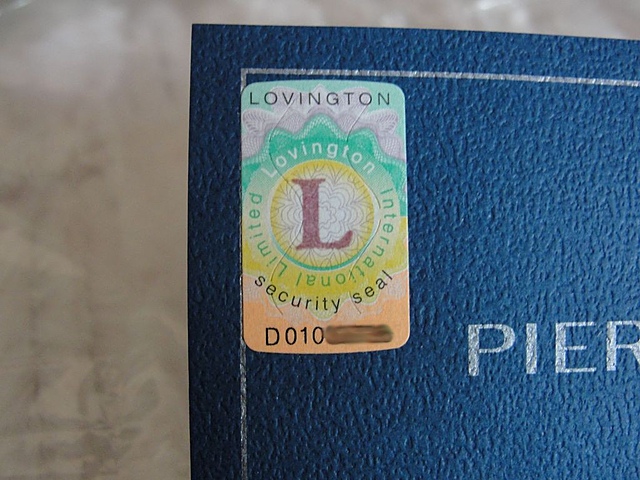 LOVINGTON
Lovington International Limited
L
security seal
D010
PIER